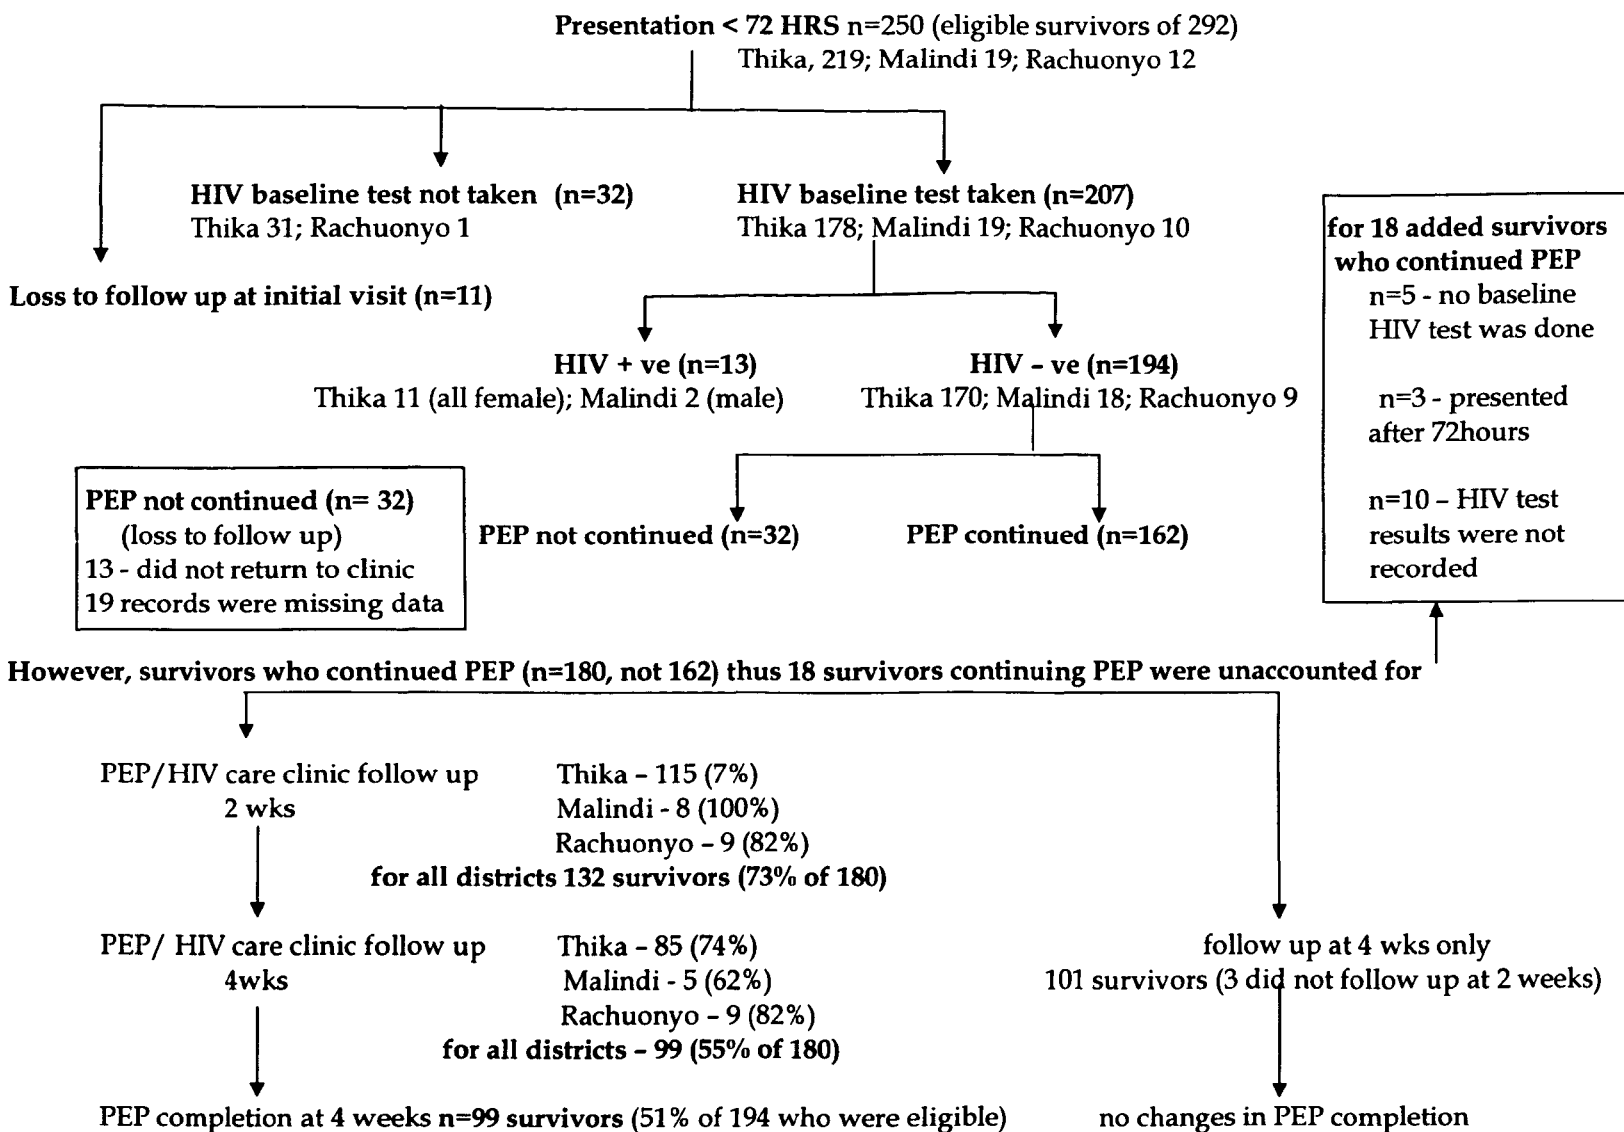 Presentation < 72 HRS n=250 (eligible survivors of 292)
Thika, 219; Malindi 19; Rachuonyo 12
HIV baseline test not taken (n=32)
Thika 31; Rachuonyo 1
HIV baseline test taken (n=207)
Thika 178; Malindi 19; Rachuonyo 10
Loss to follow up at initial visit (n=11)
for 18 added survivors
who continued PEP
n=5 - no baseline
HIV test was done
n=3 - presented
after 72hours
n=10 – HIV test
results were not
recorded
HIV + ve (n=13)
Thika 11 (all female); Malindi 2 (male)
HIV – ve (n=194)
Thika 170; Malindi 18; Rachuonyo 9
PEP not continued (n= 32)
(loss to follow up)
13 - did not return to clinic
19 records were missing data
PEP not continued (n=32)
PEP continued (n=162)
However, survivors who continued PEP (n=180, not 162) thus 18 survivors continuing PEP were unaccounted for
PEP/HIV care clinic follow up
2 wks
Thika – 115 (7%)
Malindi - 8 (100%)
Rachuonyo – 9 (82%)
for all districts 132 survivors (73% of 180)
PEP/ HIV care clinic follow up
4wks
Thika – 85 (74%)
Malindi - 5 (62%)
Rachuonyo – 9 (82%)
for all districts – 99 (55% of 180)
follow up at 4 wks only
101 survivors (3 did not follow up at 2 weeks)
PEP completion at 4 weeks n=99 survivors (51% of 194 who were eligible)
no changes in PEP completion